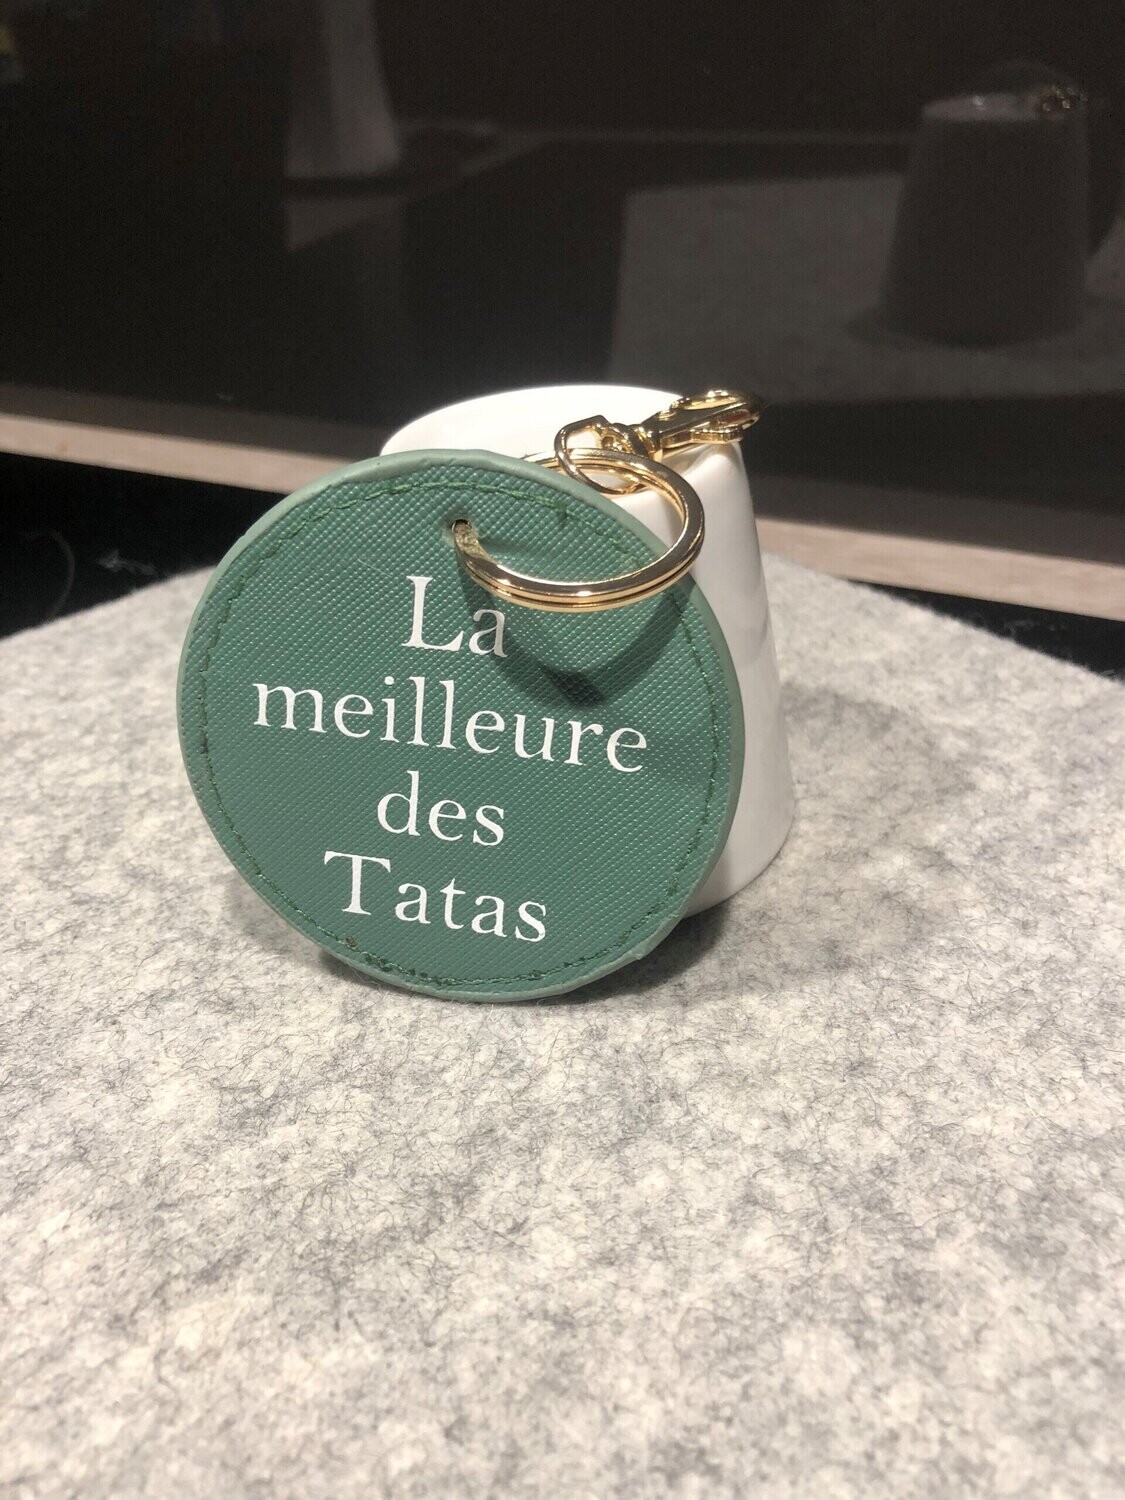 La
meilleure
des
Tatas